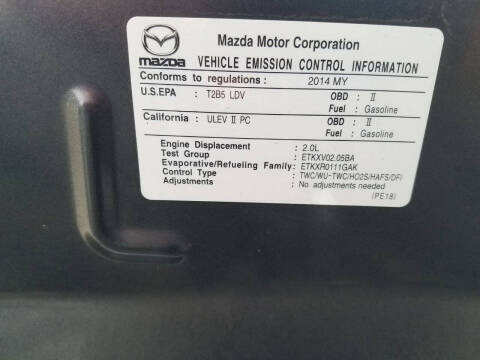 Mazda Motor Corporation
mazda VEHICLE EMISSION CONTROL INFORMATION
Conforms to regulations : 2014 MY
U.S.EPA : T2B5 LDV OBD : II
Fuel : Gasoline
California : ULEV II PC OBD : II
Fuel : Gasoline
Engine Displacement : 2.0L
Test Group : ETKXV02.05BA
Evaporative/Refueling Family: ETKXR0111GAK
Control Type : TWC/WU-TWC/HO2S/HAFS/DFI
Adjustments : No adjustments needed
(PE18)